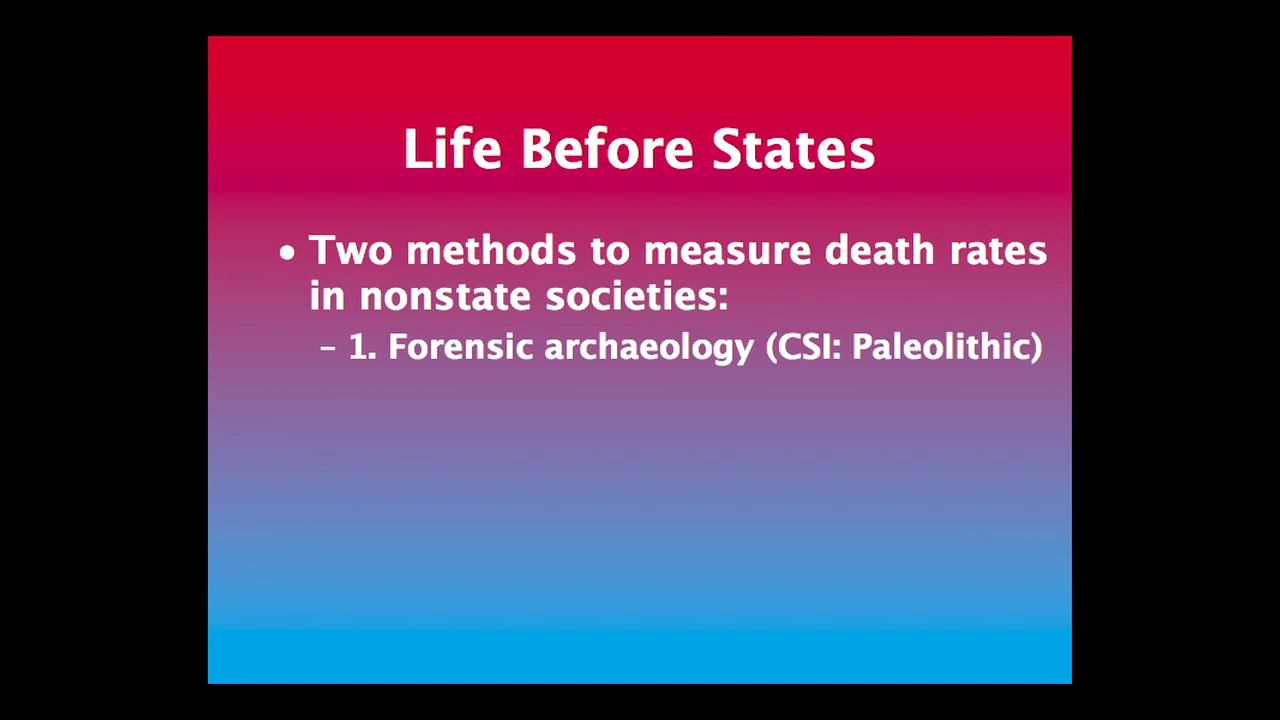 Life Before States
• Two methods to measure death rates
in nonstate societies:
– 1. Forensic archaeology (CSI: Paleolithic)